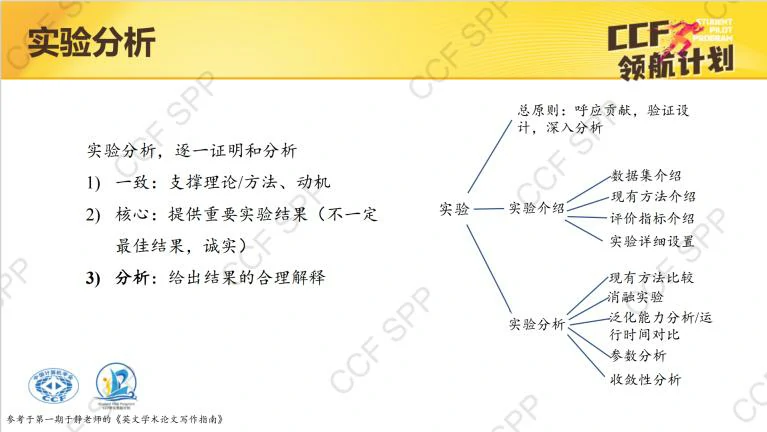 实验分析
CCF
STUDENT
PILOT
PROGRAM
领航计划
实验分析，逐一证明和分析
1) 一致：支撑理论/方法、动机
2) 核心：提供重要实验结果（不一定
最佳结果，诚实）
3) 分析：给出结果的合理解释
总原则：呼应贡献，验证设
计，深入分析
实验
实验介绍
数据集介绍
现有方法介绍
评价指标介绍
实验详细设置
实验分析
现有方法比较
消融实验
泛化能力分析/运
行时间对比
参数分析
收敛性分析
中国计算机学会
CCF
参考于第一期于静老师的《英文学术论文写作指南》
CCF SPP
CCF SPP
CCF SPP
CCF SPP
CCF SPP
CCF SPP